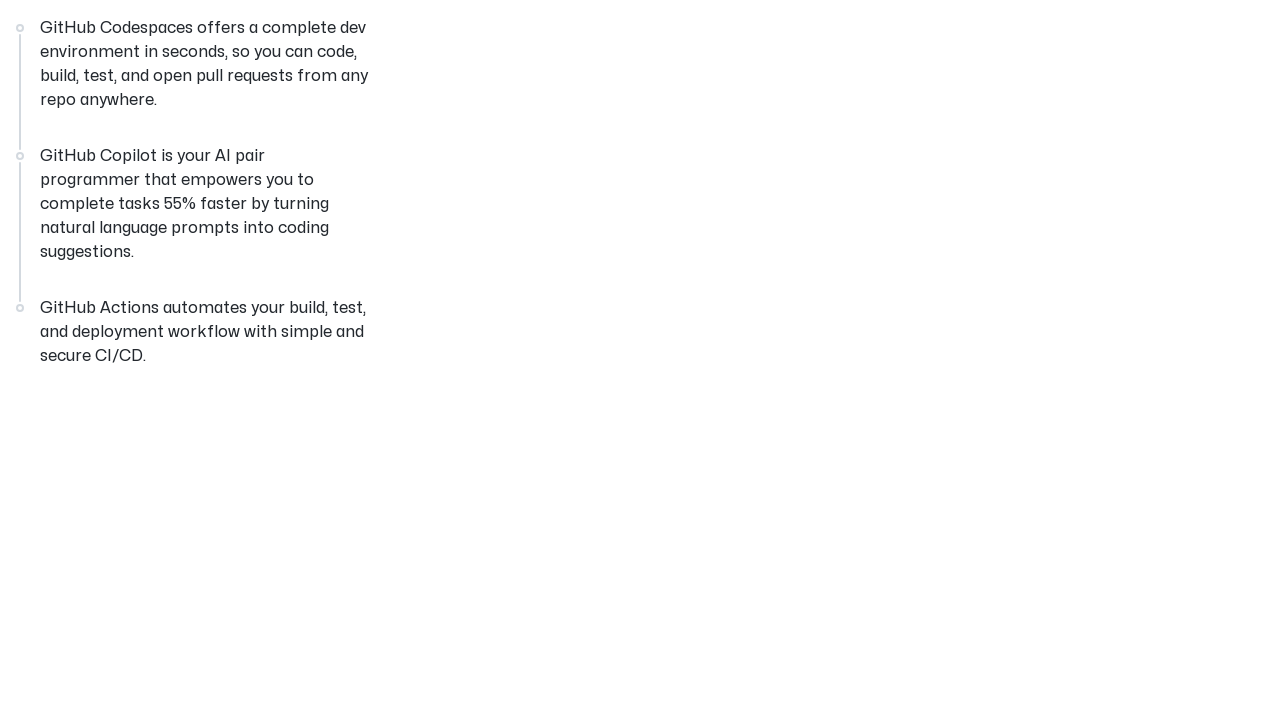 GitHub Codespaces offers a complete dev
environment in seconds, so you can code,
build, test, and open pull requests from any
repo anywhere.
GitHub Copilot is your AI pair
programmer that empowers you to
complete tasks 55% faster by turning
natural language prompts into coding
suggestions.
GitHub Actions automates your build, test,
and deployment workflow with simple and
secure CI/CD.